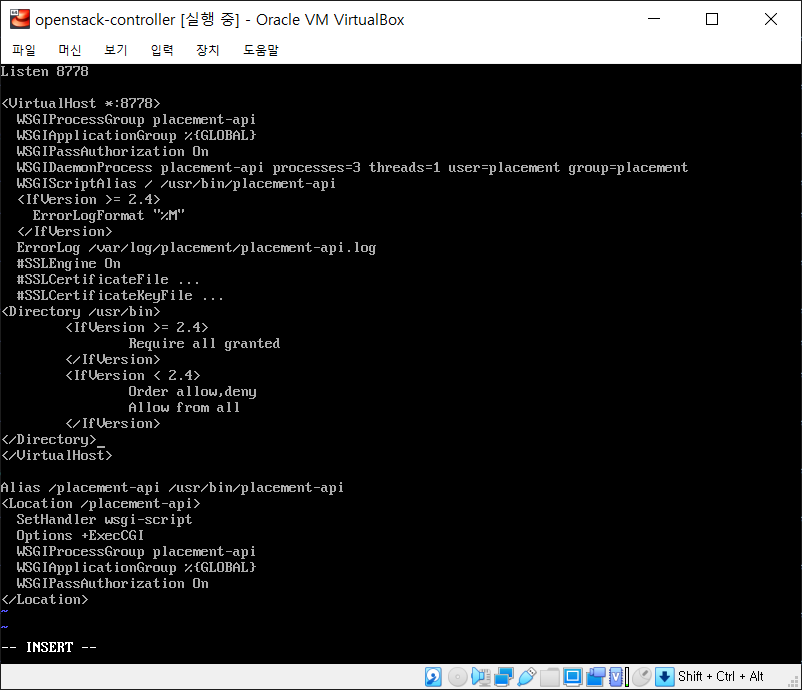 openstack-controller [실행 중] - Oracle VM VirtualBox
파일 머신 보기 입력 장치 도움말
Listen 8778

<VirtualHost *:8778>
  WSGIProcessGroup placement-api
  WSGIApplicationGroup %{GLOBAL}
  WSGIPassAuthorization On
  WSGIDaemonProcess placement-api processes=3 threads=1 user=placement group=placement
  WSGIScriptAlias / /usr/bin/placement-api
  <IfVersion >= 2.4>
    ErrorLogFormat "%M"
  </IfVersion>
  ErrorLog /var/log/placement/placement-api.log
  #SSLEngine On
  #SSLCertificateFile ...
  #SSLCertificateKeyFile ...
<Directory /usr/bin>
        <IfVersion >= 2.4>
                Require all granted
        </IfVersion>
        <IfVersion < 2.4>
                Order allow,deny
                Allow from all
        </IfVersion>
</Directory>
</VirtualHost>

Alias /placement-api /usr/bin/placement-api
<Location /placement-api>
  SetHandler wsgi-script
  Options +ExecCGI
  WSGIProcessGroup placement-api
  WSGIApplicationGroup %{GLOBAL}
  WSGIPassAuthorization On
</Location>
~
~
-- INSERT --
Shift + Ctrl + Alt